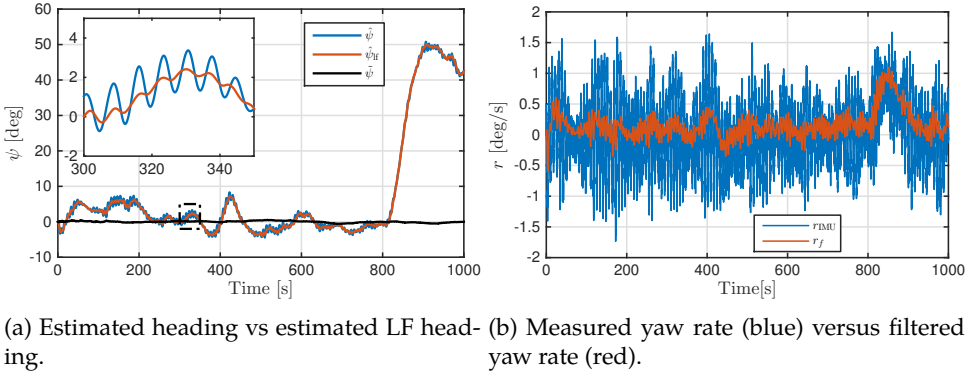 60
50
40
30
20
10
0
-10
ψ [deg]
4
2
0
-2
300 320 340
ψ̂
ψ̂lf
ψ̃
0 200 400 600 800 1000
Time [s]
2
1.5
1
0.5
0
-0.5
-1
-1.5
-2
r [deg/s]
rIMU
rf
0 200 400 600 800 1000
Time[s]
(a) Estimated heading vs estimated LF head-
ing.
(b) Measured yaw rate (blue) versus filtered
yaw rate (red).